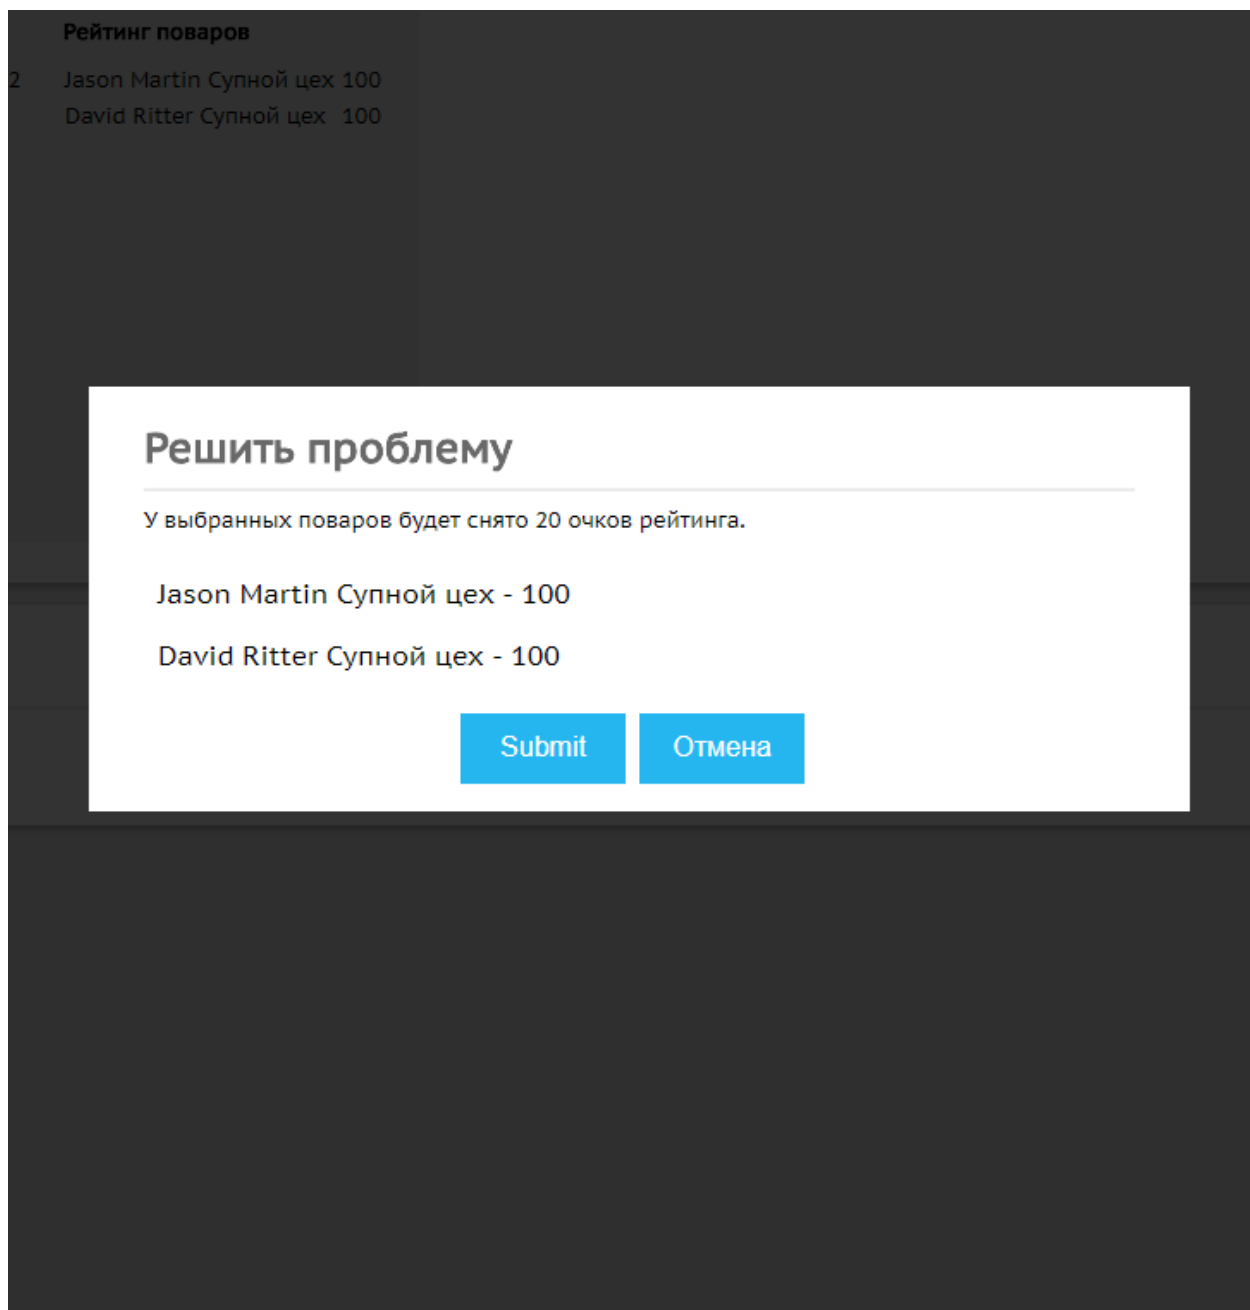 Рейтинг поваров
2 Jason Martin Супной цех 100
David Ritter Супной цех 100
Решить проблему
У выбранных поваров будет снято 20 очков рейтинга.
Jason Martin Супной цех - 100
David Ritter Супной цех - 100
Submit Отмена